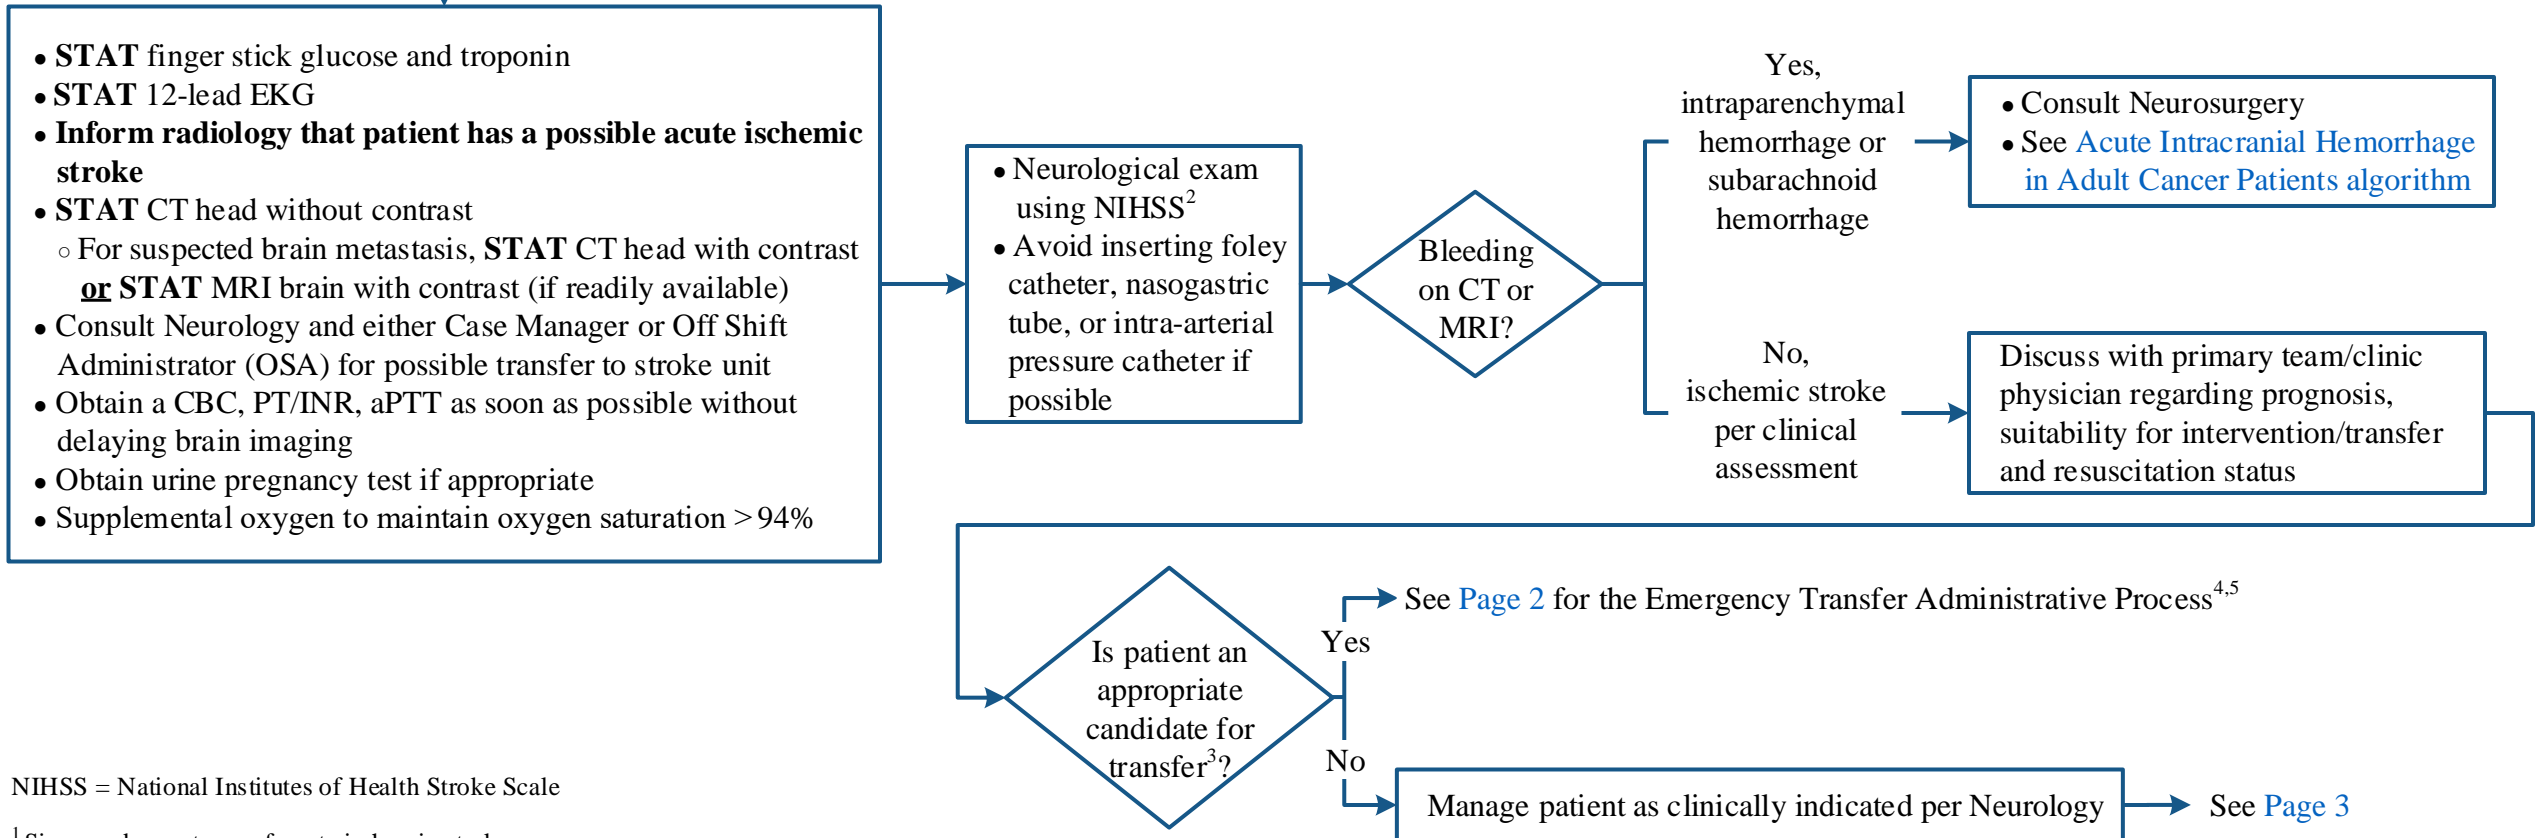 • STAT finger stick glucose and troponin
• STAT 12-lead EKG
• Inform radiology that patient has a possible acute ischemic
stroke
• STAT CT head without contrast
○ For suspected brain metastasis, STAT CT head with contrast
or STAT MRI brain with contrast (if readily available)
• Consult Neurology and either Case Manager or Off Shift
Administrator (OSA) for possible transfer to stroke unit
• Obtain a CBC, PT/INR, aPTT as soon as possible without
delaying brain imaging
• Obtain urine pregnancy test if appropriate
• Supplemental oxygen to maintain oxygen saturation > 94%
• Neurological exam
using NIHSS2
• Avoid inserting foley
catheter, nasogastric
tube, or intra-arterial
pressure catheter if
possible
Bleeding
on CT or
MRI?
Yes,
intraparenchymal
hemorrhage or
subarachnoid
hemorrhage
• Consult Neurosurgery
• See Acute Intracranial Hemorrhage
in Adult Cancer Patients algorithm
No,
ischemic stroke
per clinical
assessment
Discuss with primary team/clinic
physician regarding prognosis,
suitability for intervention/transfer
and resuscitation status
Is patient an
appropriate
candidate for
transfer3?
Yes
See Page 2 for the Emergency Transfer Administrative Process4,5
No
Manage patient as clinically indicated per Neurology
See Page 3
NIHSS = National Institutes of Health Stroke Scale